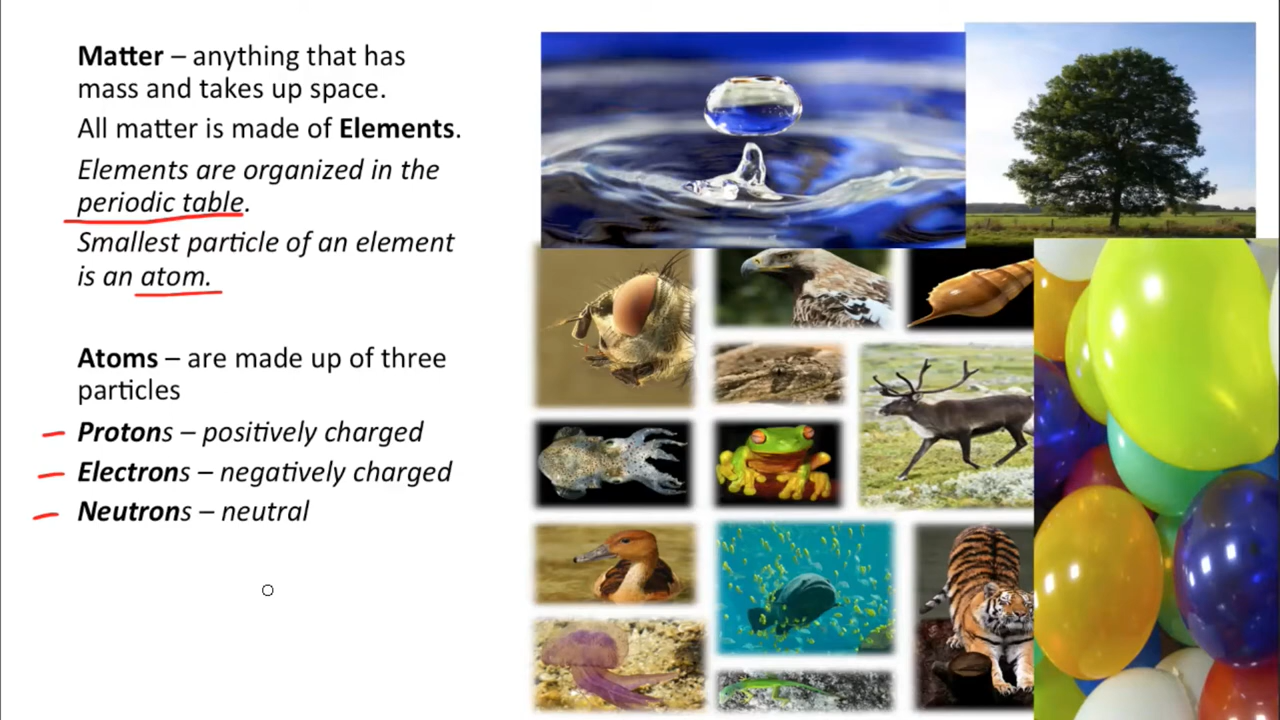 Matter – anything that has
mass and takes up space.
All matter is made of Elements.
Elements are organized in the
periodic table.
Smallest particle of an element
is an atom.
Atoms – are made up of three
particles
Protons – positively charged
Electrons – negatively charged
Neutrons – neutral